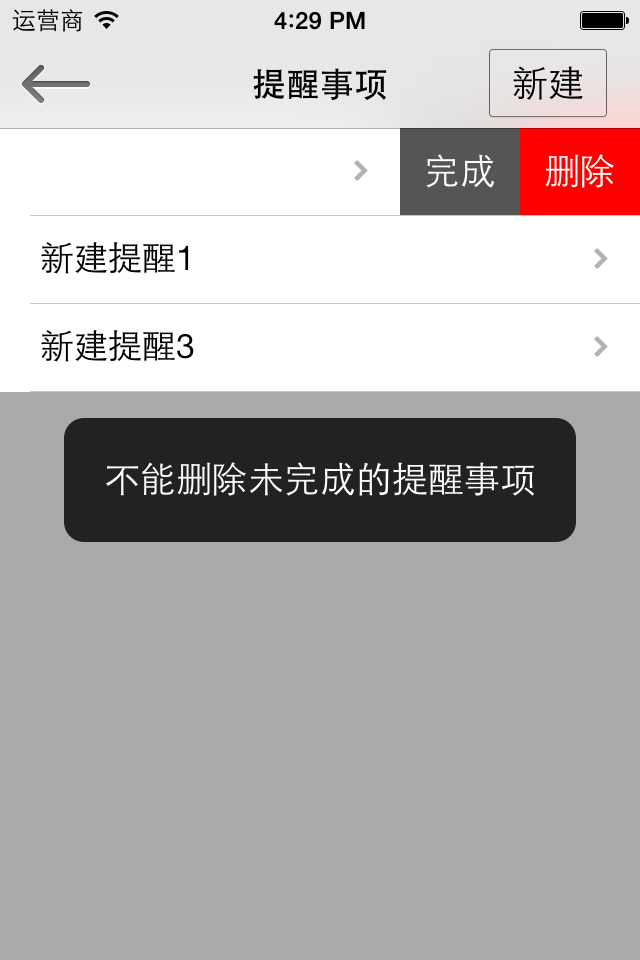 运营商 4:29 PM
提醒事项 新建
完成 删除
新建提醒1
新建提醒3
不能删除未完成的提醒事项